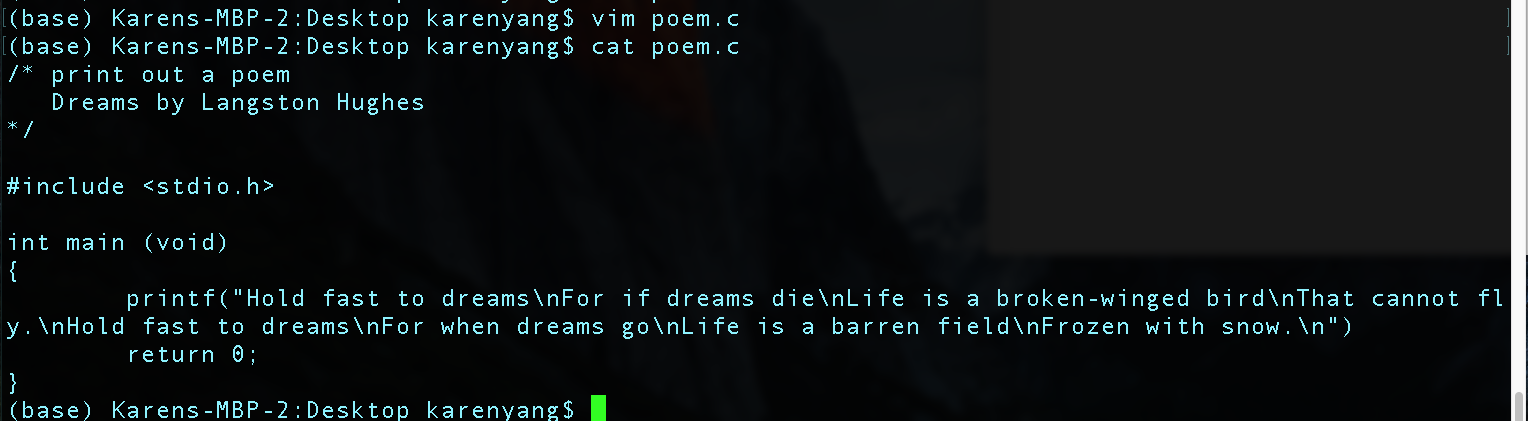 (base) Karens-MBP-2:Desktop karenyang$ vim poem.c
(base) Karens-MBP-2:Desktop karenyang$ cat poem.c
/* print out a poem
   Dreams by Langston Hughes
*/

#include <stdio.h>

int main (void)
{
        printf("Hold fast to dreams\nFor if dreams die\nLife is a broken-winged bird\nThat cannot fl
y.\nHold fast to dreams\nFor when dreams go\nLife is a barren field\nFrozen with snow.\n")
        return 0;
}
(base) Karens-MBP-2:Desktop karenyang$